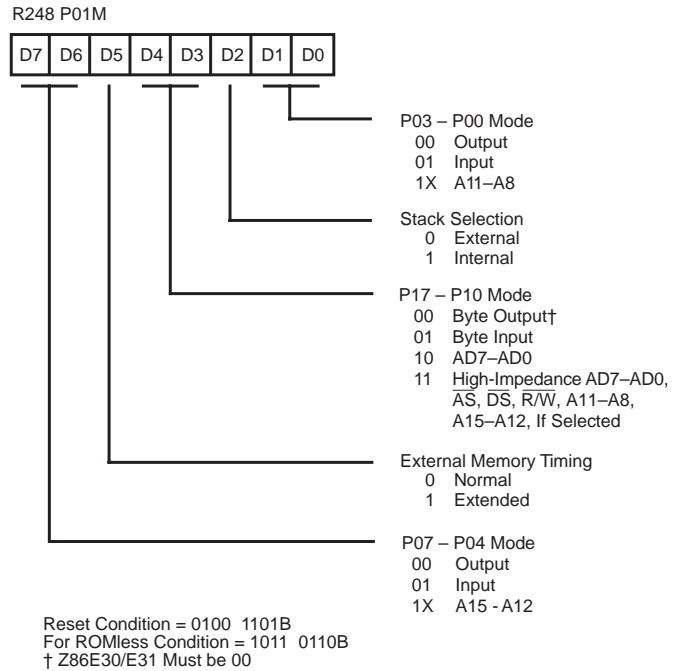 R248 P01M
D7 D6 D5 D4 D3 D2 D1 D0
P03 – P00 Mode
00 Output
01 Input
1X A11–A8
Stack Selection
0 External
1 Internal
P17 – P10 Mode
00 Byte Output†
01 Byte Input
10 AD7–AD0
11 High-Impedance AD7–AD0,
A̅S̅, D̅S̅, R̅/̅W̅, A11–A8,
A15–A12, If Selected
External Memory Timing
0 Normal
1 Extended
P07 – P04 Mode
00 Output
01 Input
1X A15 - A12
Reset Condition = 0100 1101B
For ROMless Condition = 1011 0110B
† Z86E30/E31 Must be 00